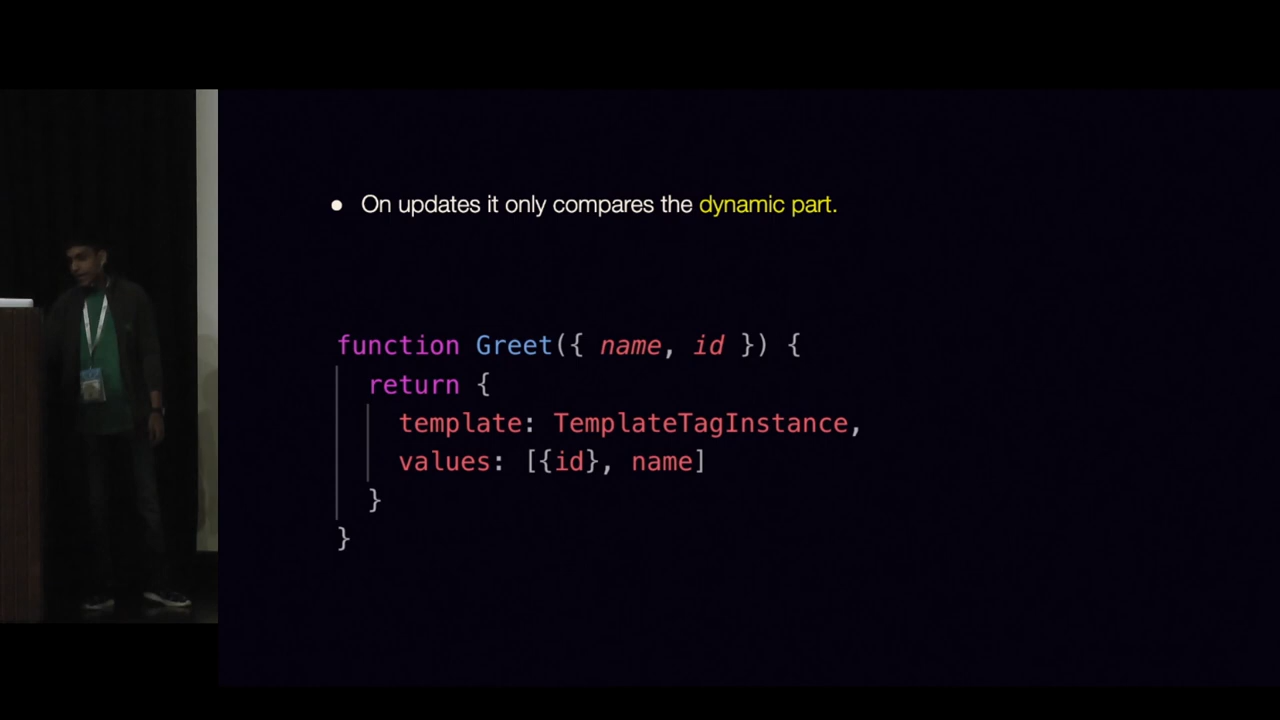 ● On updates it only compares the dynamic part.
function Greet({ name, id }) {
return {
template: TemplateTagInstance,
values: [{id}, name]
}
}